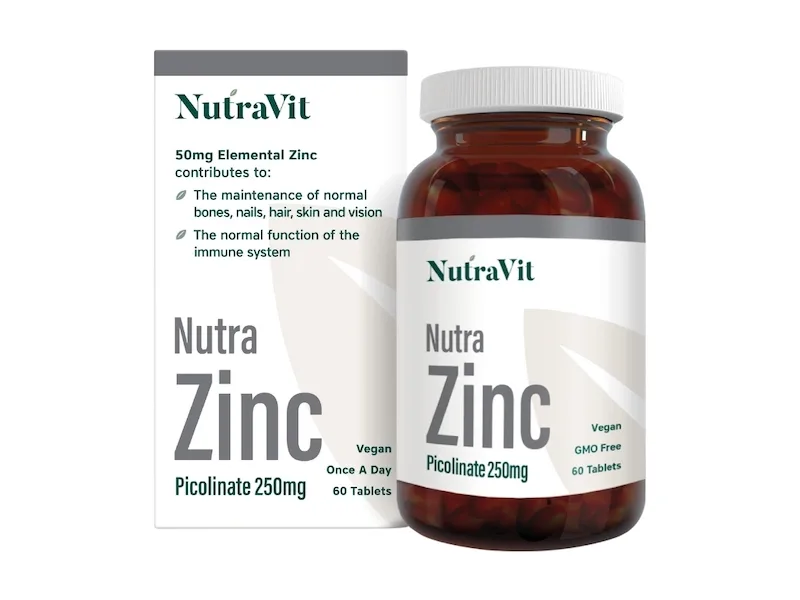 NutraVit
50mg Elemental Zinc
contributes to:
The maintenance of normal
bones, nails, hair, skin and vision
The normal function of the
immune system
Nutra
Zinc
Picolinate 250mg
Vegan
Once A Day
60 Tablets
NutraVit
Nutra
Zinc
Picolinate 250mg
Vegan
GMO Free
60 Tablets